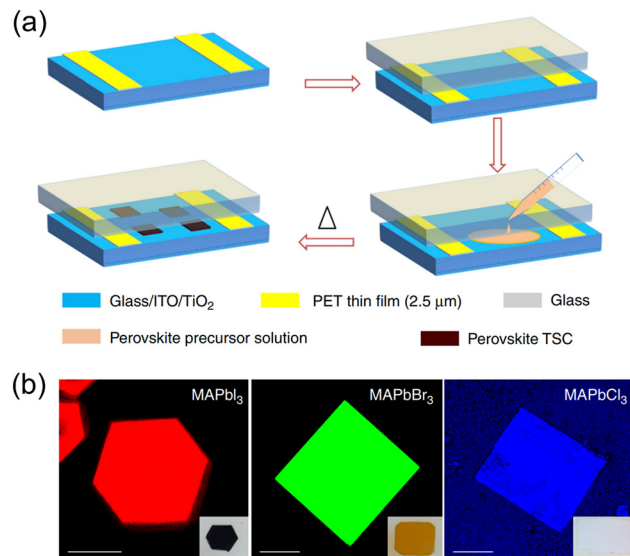 (a)
Δ
Glass/ITO/TiO₂
PET thin film (2.5 μm)
Glass
Perovskite precursor solution
Perovskite TSC
(b)
MAPbI₃
MAPbBr₃
MAPbCl₃